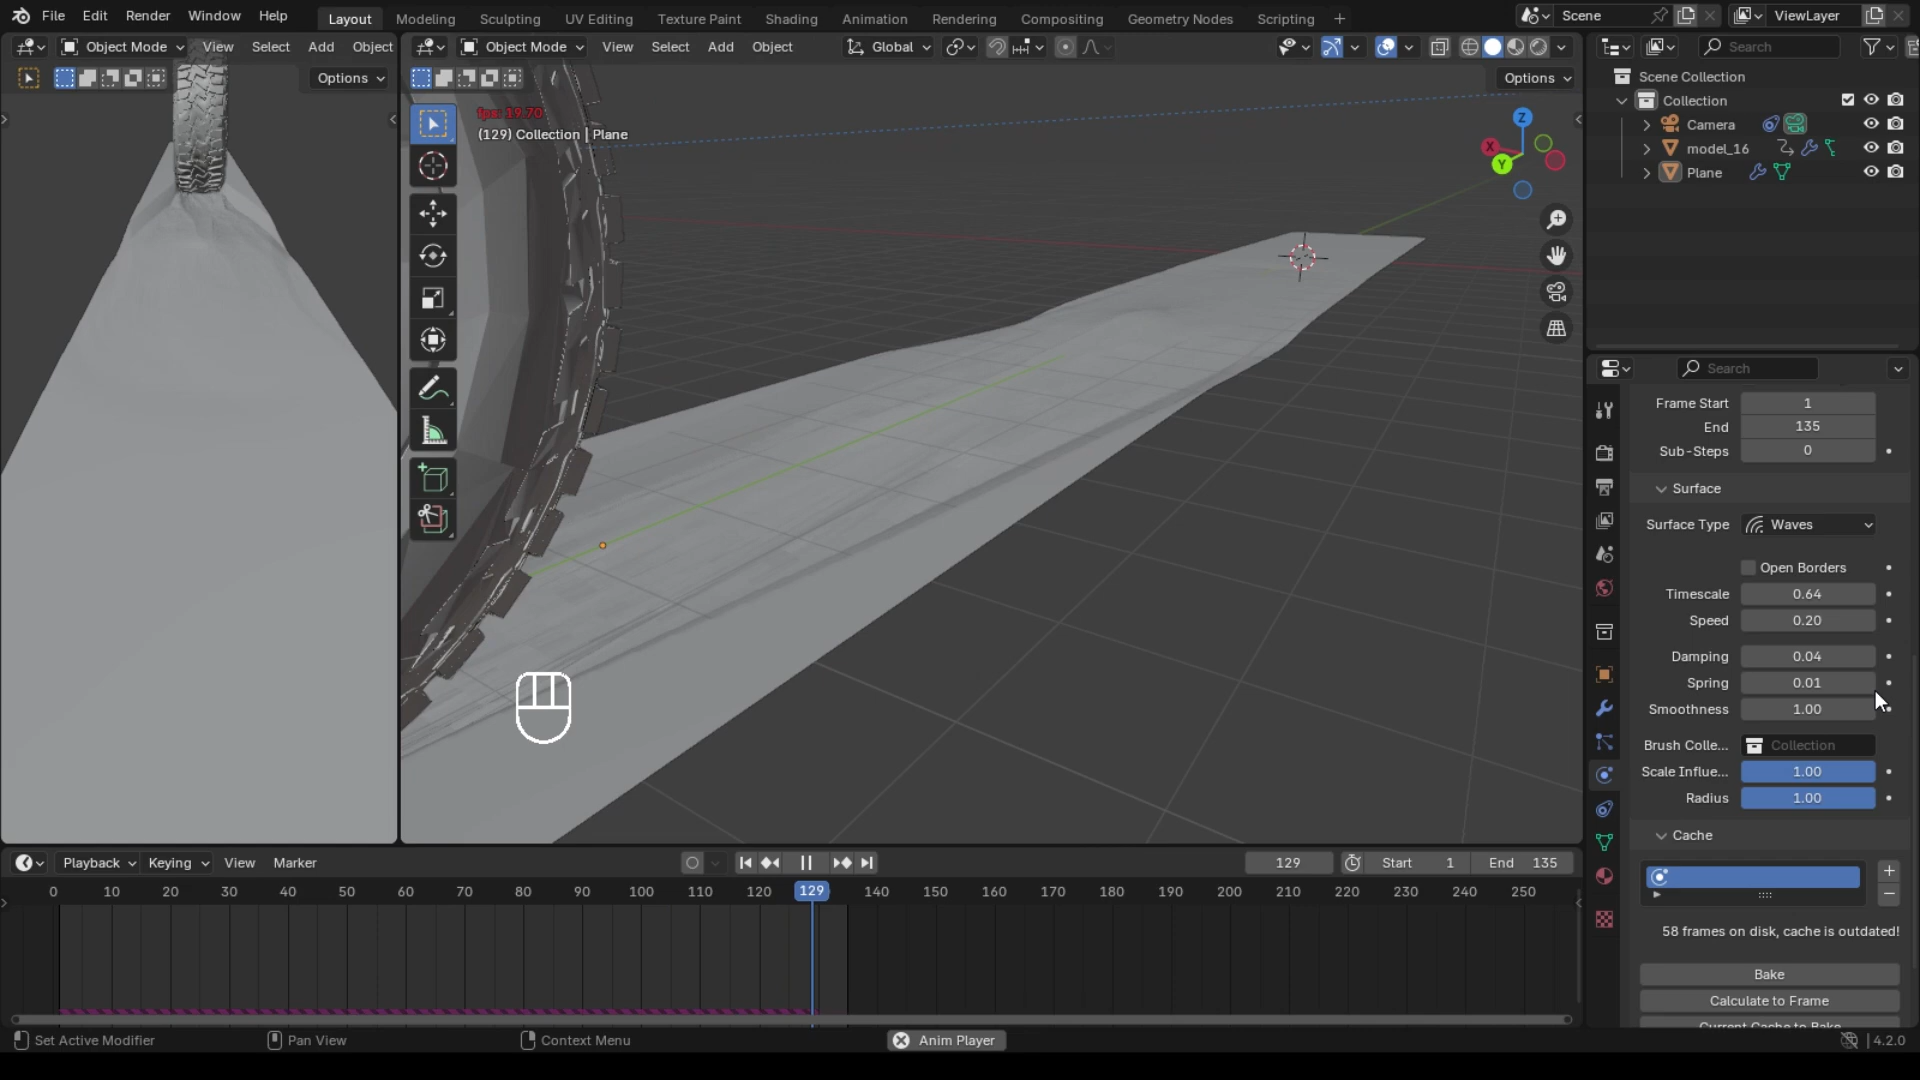 File Edit Render Window Help Layout Modeling Sculpting UV Editing Texture Paint Shading Animation Rendering Compositing Geometry Nodes Scripting Scene ViewLayer
Object Mode View Select Add Object Object Mode View Select Add Object Global Search
Options Options
Scene Collection
Collection
Camera
model_16
Plane
fps: 19.70
(129) Collection | Plane
Z
X
Y
Search
Frame Start 1
End 135
Sub-Steps 0
Surface
Surface Type Waves
Open Borders
Timescale 0.64
Speed 0.20
Damping 0.04
Spring 0.01
Smoothness 1.00
Brush Colle... Collection
Scale Influe... 1.00
Radius 1.00
Cache
58 frames on disk, cache is outdated!
Bake
Calculate to Frame
Current Cache to Bake
Playback Keying View Marker 129 Start 1 End 135
0 10 20 30 40 50 60 70 80 90 100 110 120 129 140 150 160 170 180 190 200 210 220 230 240 250
Set Active Modifier Pan View Context Menu Anim Player 4.2.0